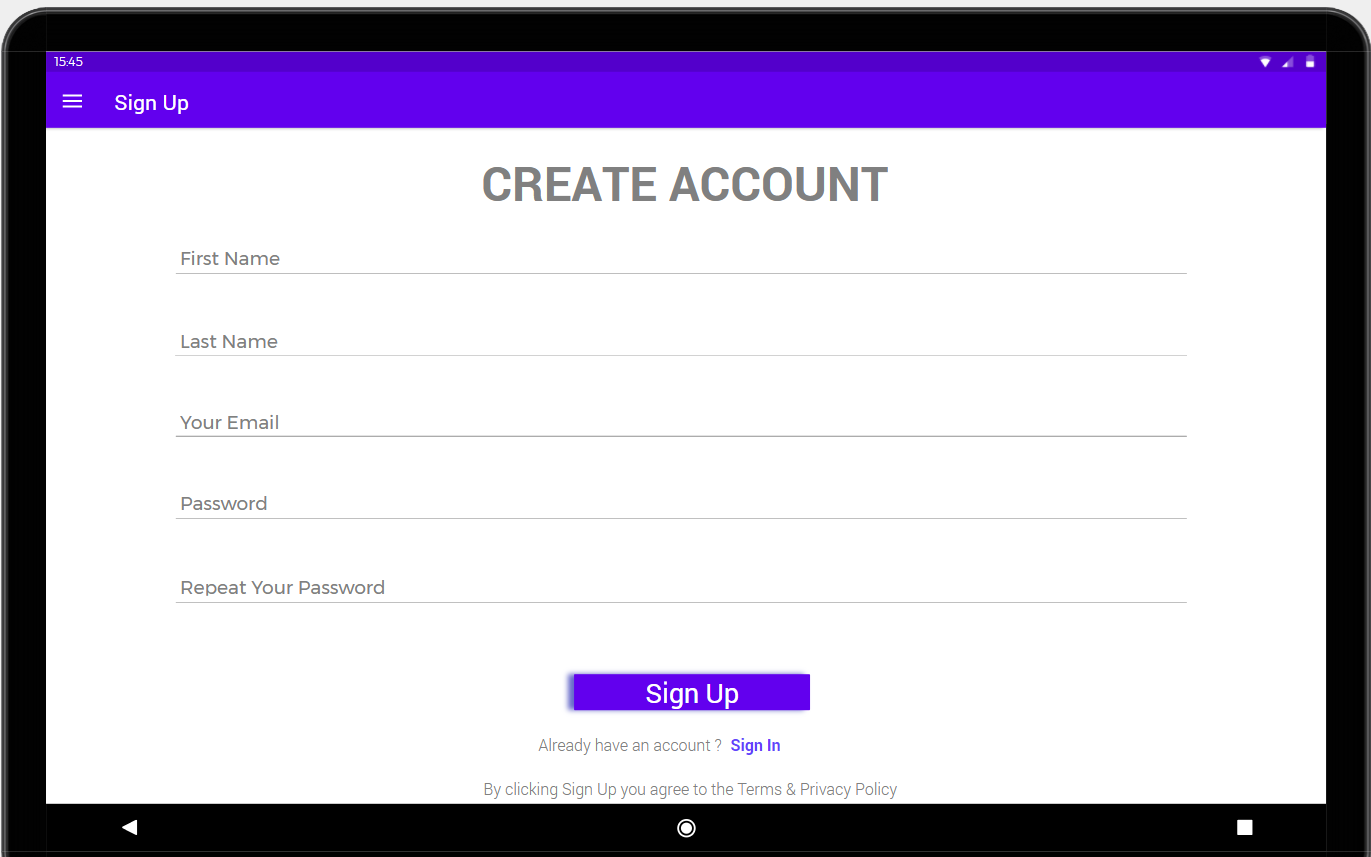 15:45
Sign Up
CREATE ACCOUNT
First Name
Last Name
Your Email
Password
Repeat Your Password
Sign Up
Already have an account ? Sign In
By clicking Sign Up you agree to the Terms & Privacy Policy